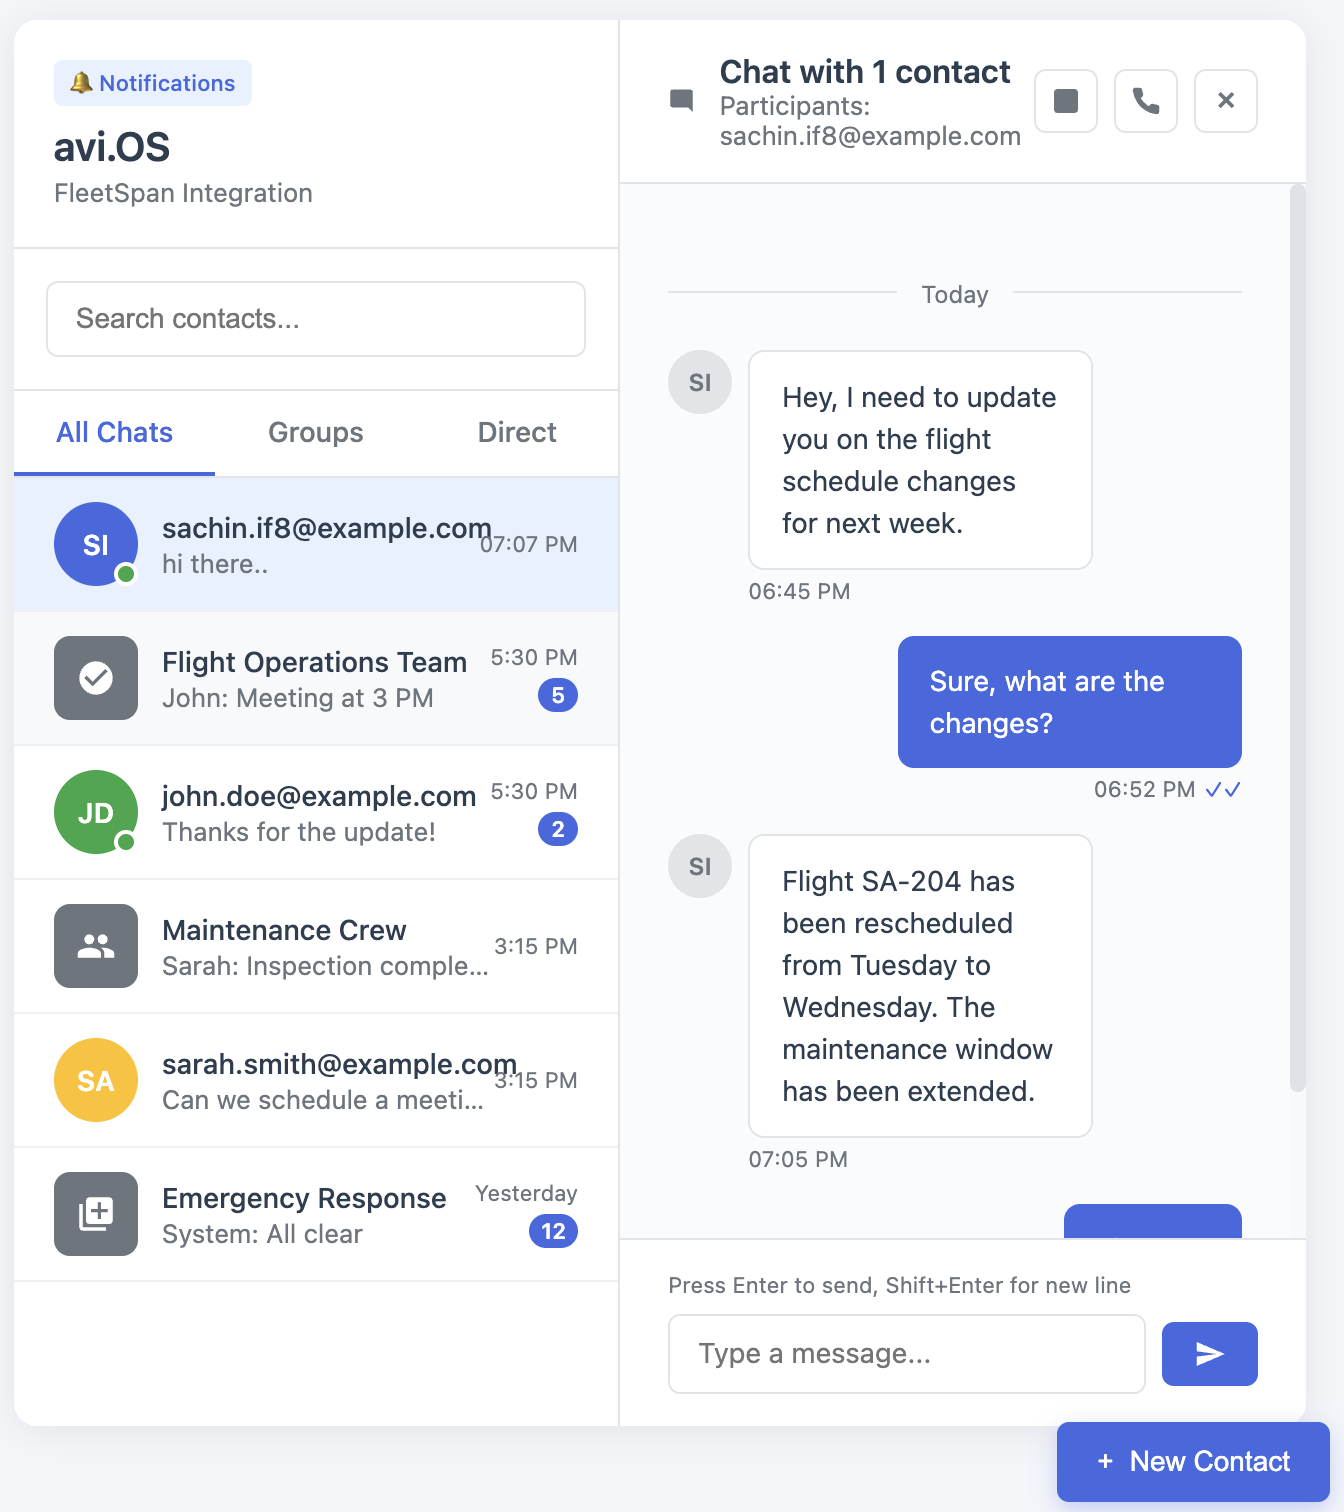 🔔 Notifications
avi.OS
FleetSpan Integration
Search contacts...
All Chats
Groups
Direct
SI
sachin.if8@example.com
07:07 PM
hi there..
Flight Operations Team
5:30 PM
John: Meeting at 3 PM
5
JD
john.doe@example.com
5:30 PM
Thanks for the update!
2
Maintenance Crew
3:15 PM
Sarah: Inspection comple...
SA
sarah.smith@example.com
3:15 PM
Can we schedule a meeti...
Emergency Response
Yesterday
System: All clear
12
Chat with 1 contact
Participants:
sachin.if8@example.com
Today
SI
Hey, I need to update
you on the flight
schedule changes
for next week.
06:45 PM
Sure, what are the
changes?
06:52 PM ✓✓
SI
Flight SA-204 has
been rescheduled
from Tuesday to
Wednesday. The
maintenance window
has been extended.
07:05 PM
Press Enter to send, Shift+Enter for new line
Type a message...
+ New Contact